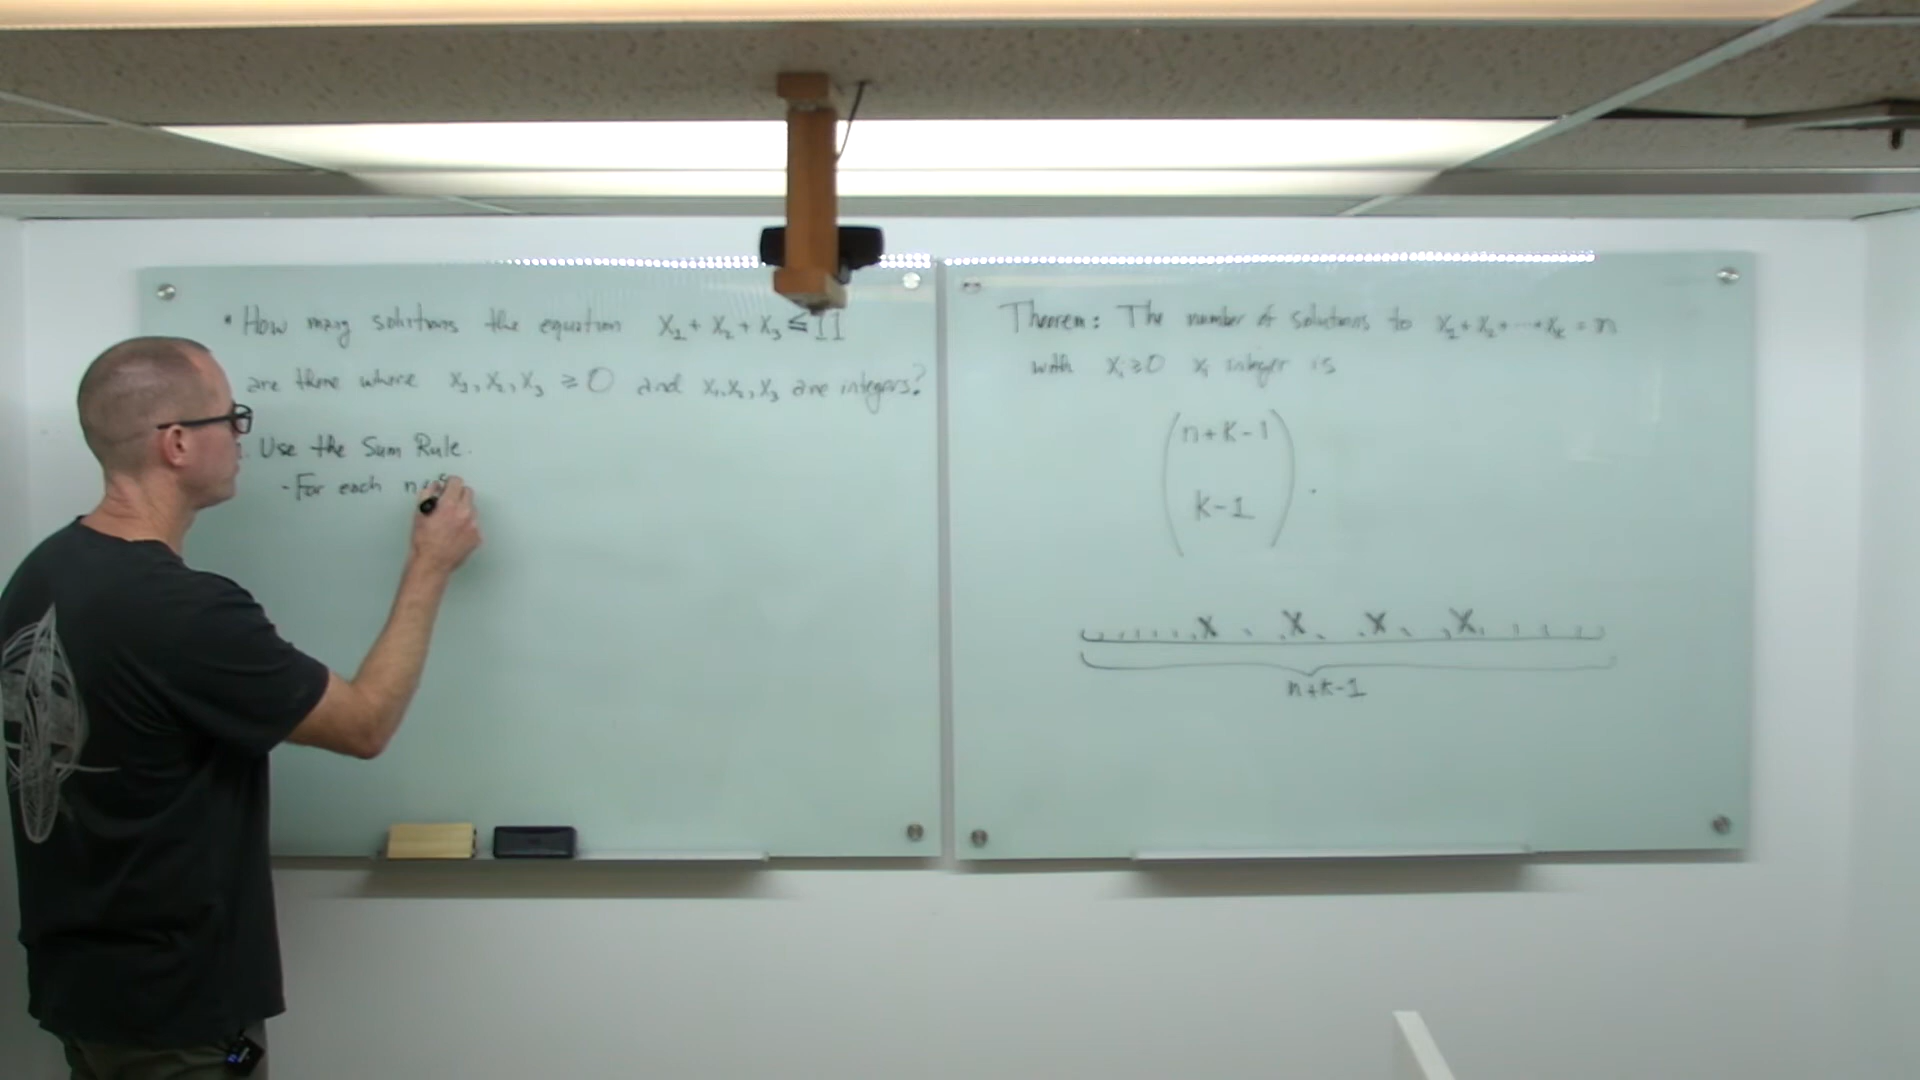 • How many solutions the equation x₁ + x₂ + x₃ ≤ 11
are there where x₁, x₂, x₃ ≥ 0 and x₁, x₂, x₃ are integers?
1. Use the Sum Rule.
- For each n
Theorem: The number of solutions to x₁ + x₂ + ··· + xₖ = n
with xᵢ ≥ 0 xᵢ integer is
n + k - 1
k - 1
x x x x
n + k - 1